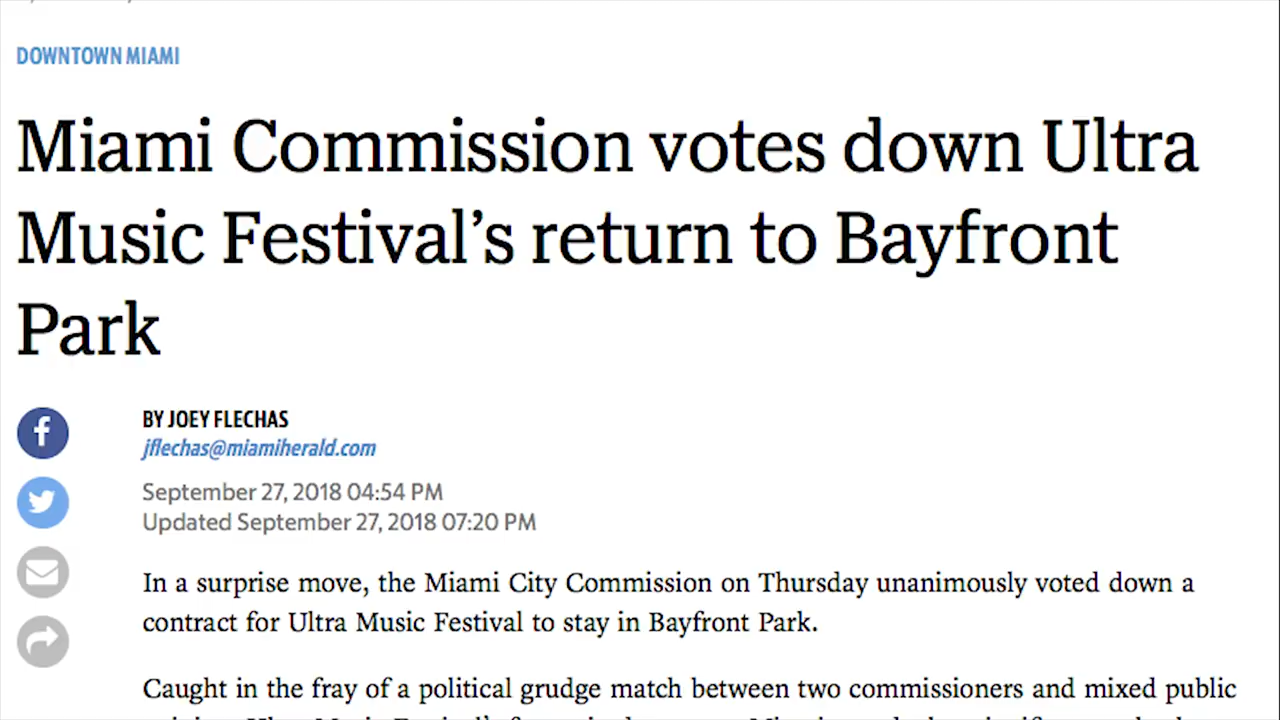 DOWNTOWN MIAMI
Miami Commission votes down Ultra
Music Festival’s return to Bayfront
Park
BY JOEY FLECHAS
jflechas@miamiherald.com
September 27, 2018 04:54 PM
Updated September 27, 2018 07:20 PM
In a surprise move, the Miami City Commission on Thursday unanimously voted down a
contract for Ultra Music Festival to stay in Bayfront Park.
Caught in the fray of a political grudge match between two commissioners and mixed public